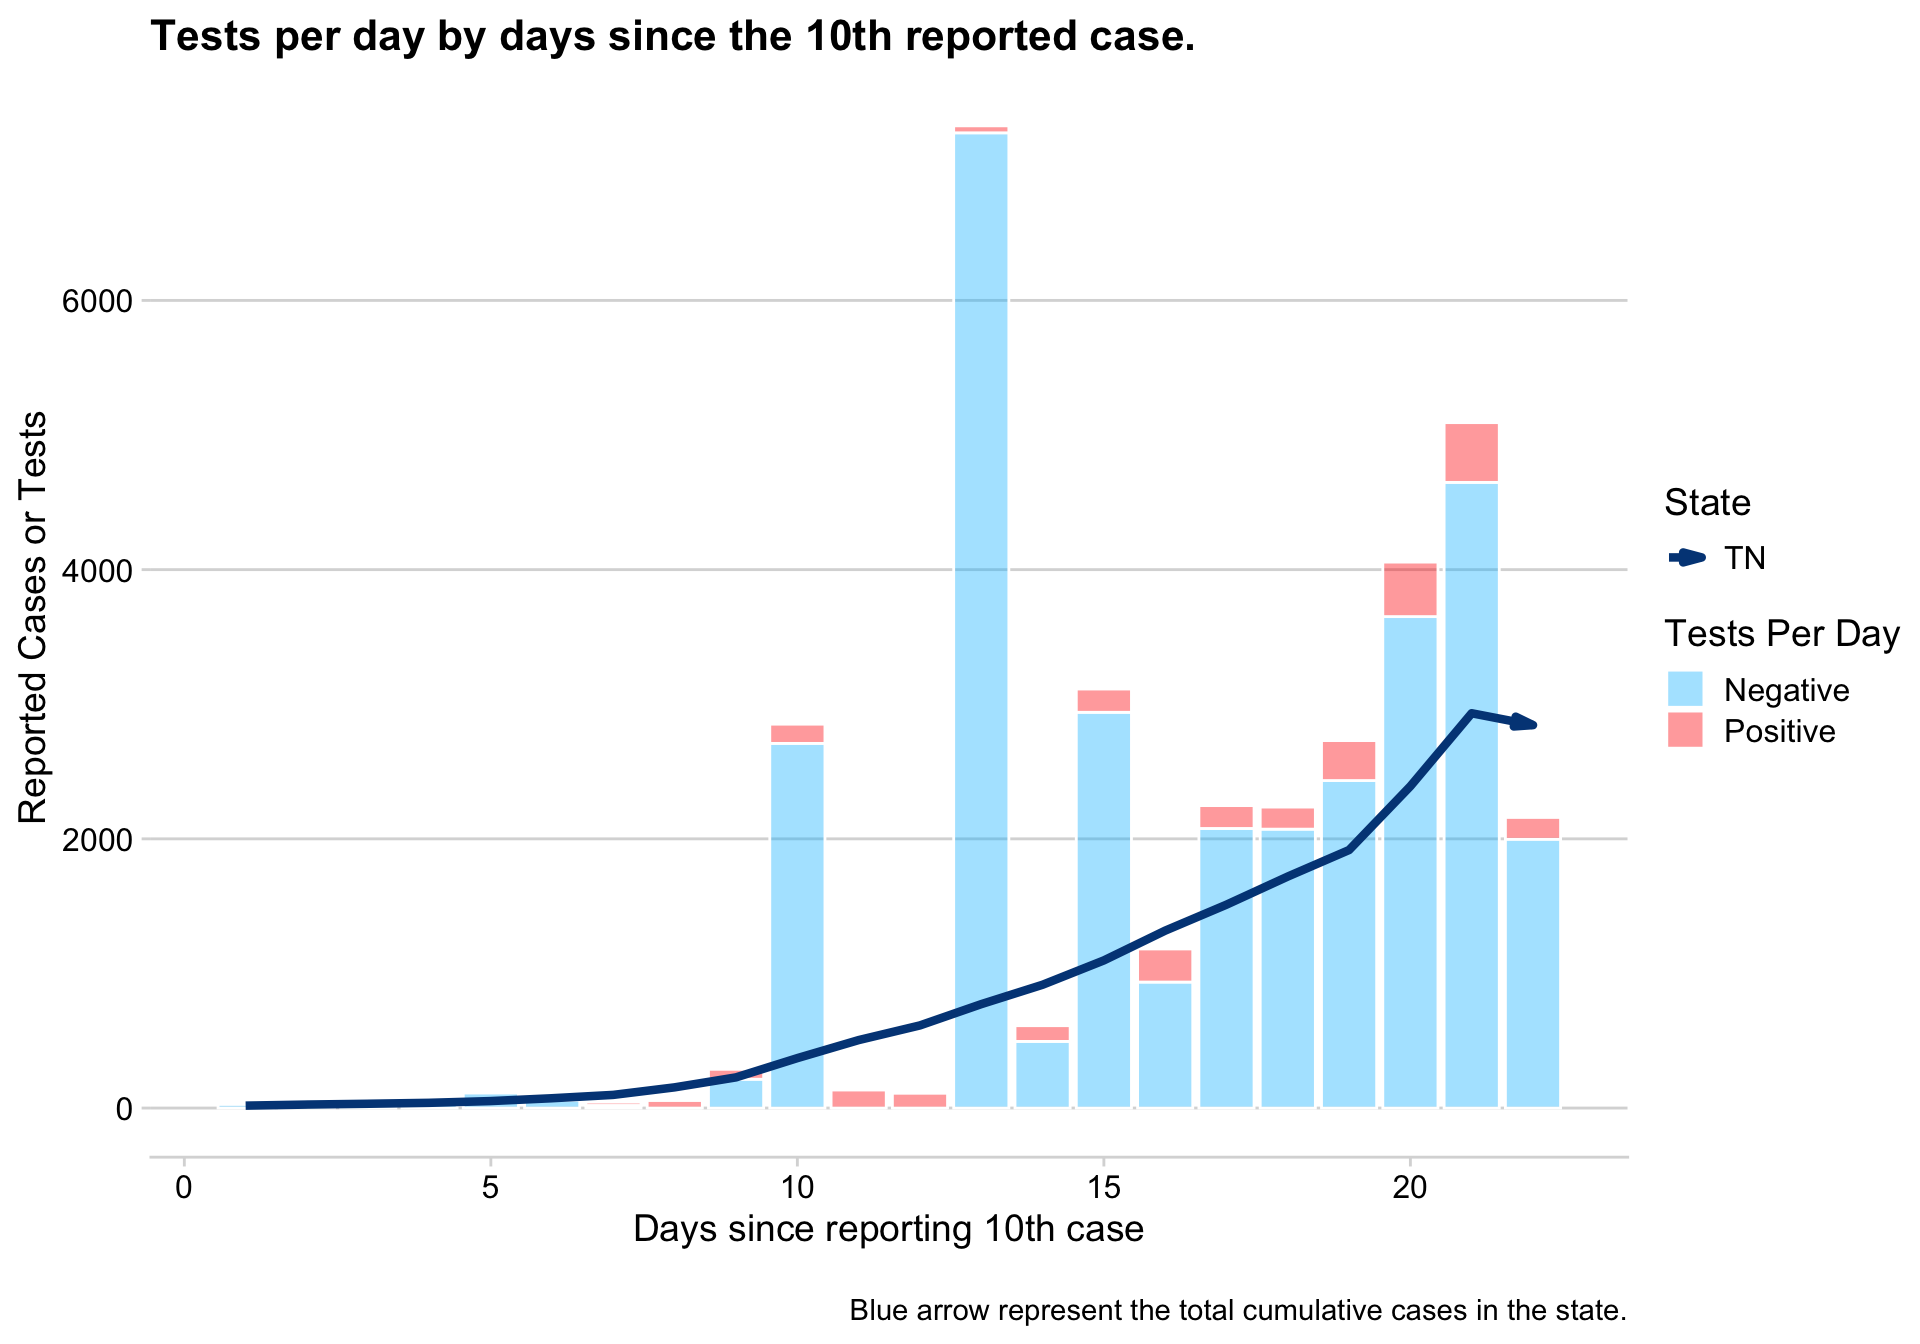 Tests per day by days since the 10th reported case.
Reported Cases or Tests
6000
4000
2000
0
0 5 10 15 20
Days since reporting 10th case
State
TN
Tests Per Day
Negative
Positive
Blue arrow represent the total cumulative cases in the state.